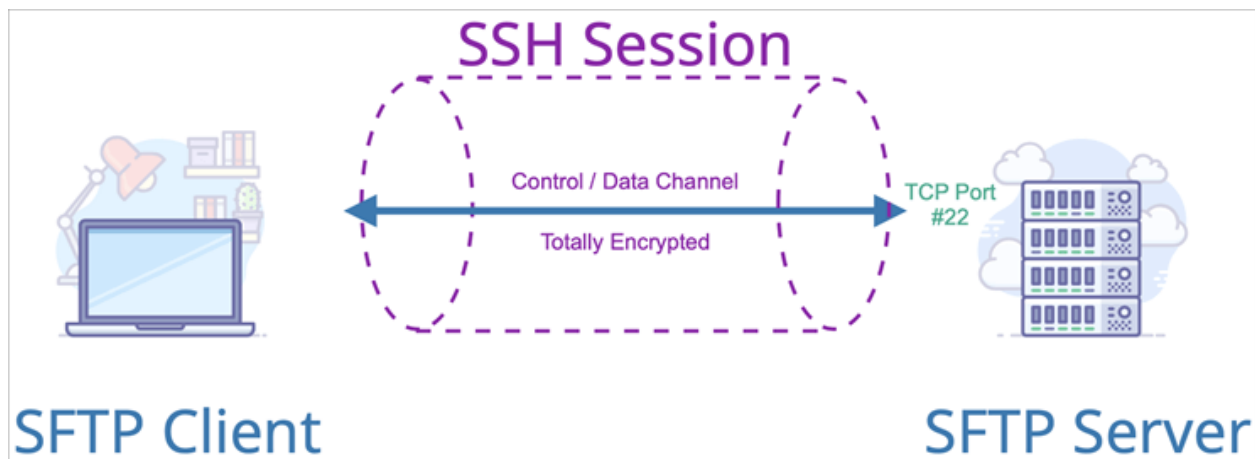 SSH Session
Control / Data Channel
Totally Encrypted
TCP Port
#22
SFTP Client
SFTP Server